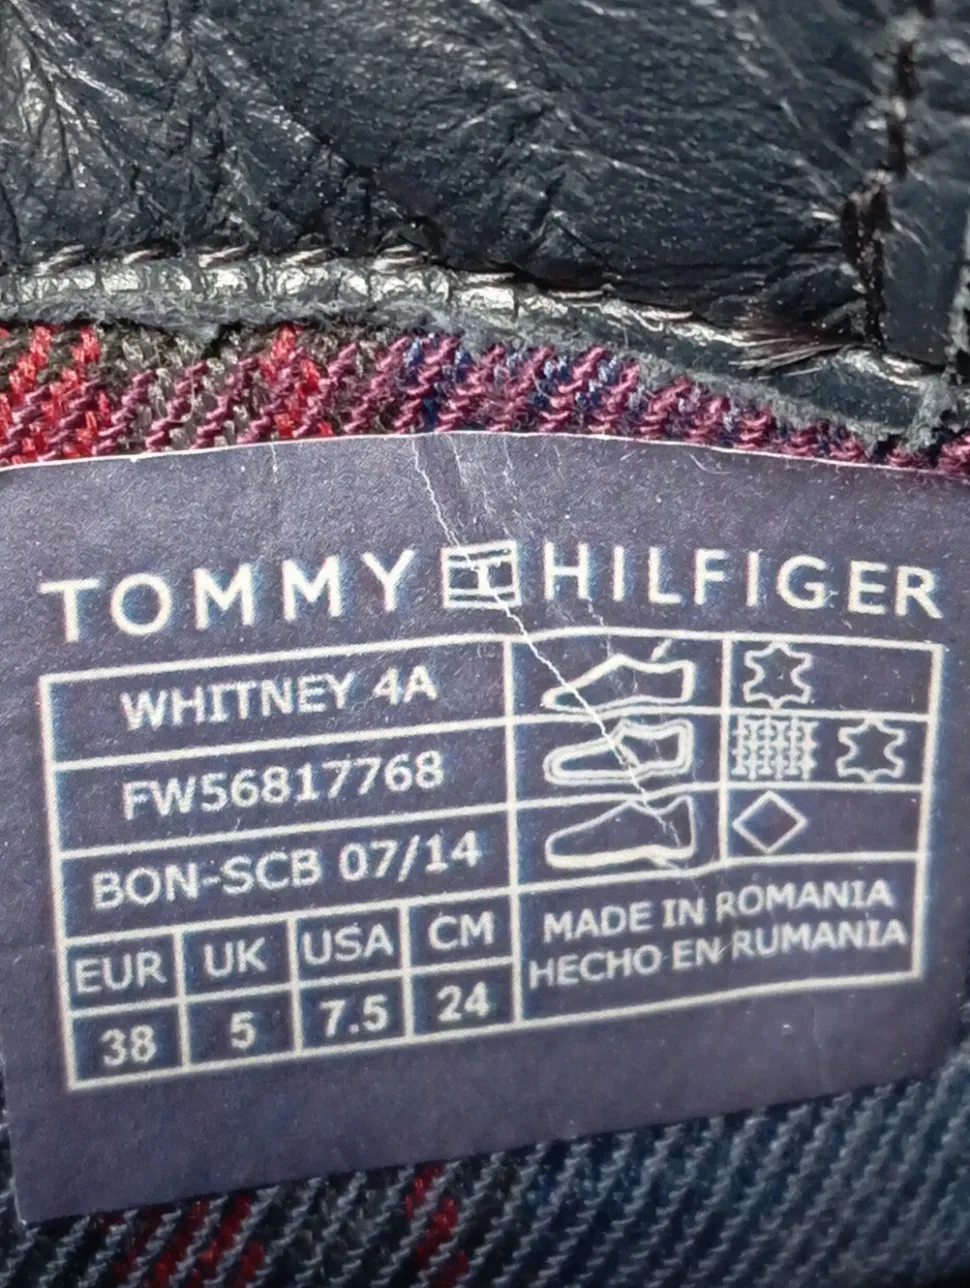 TOMMY HILFIGER
WHITNEY 4A
FW56817768
BON-SCB 07/14
EUR UK USA CM
38 5 7.5 24
MADE IN ROMANIA
HECHO EN RUMANIA